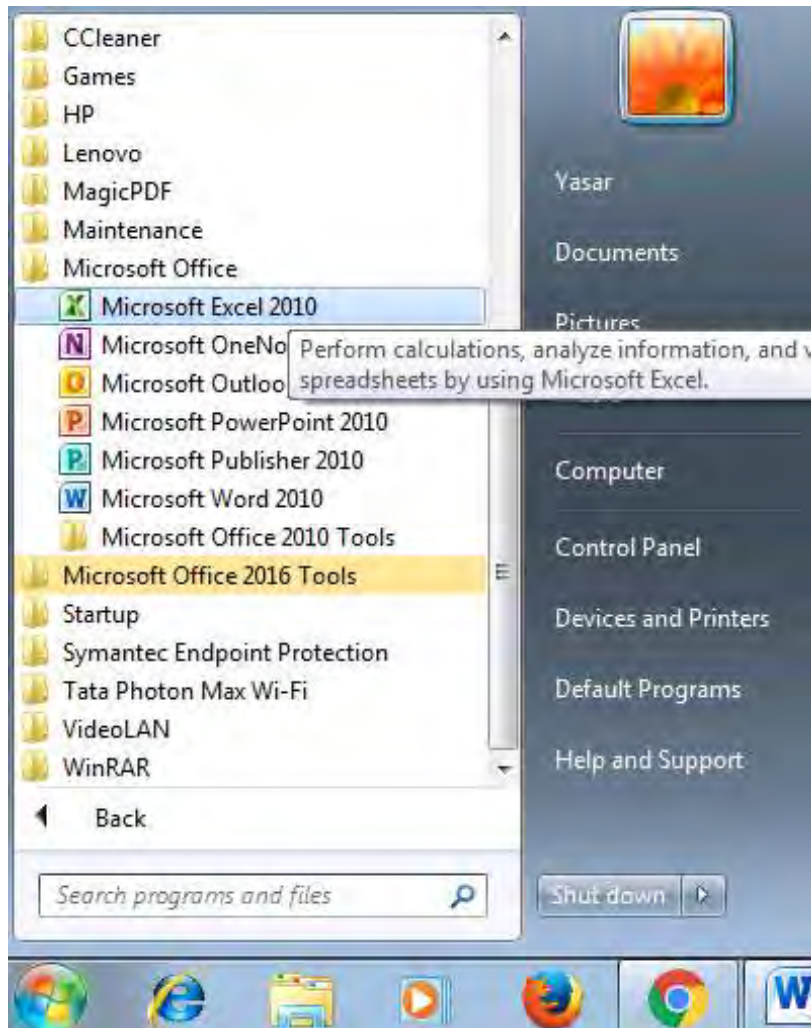 CCleaner
Games
HP
Lenovo
MagicPDF
Maintenance
Microsoft Office
Microsoft Excel 2010
Microsoft OneNo
Microsoft Outloo
Microsoft PowerPoint 2010
Microsoft Publisher 2010
Microsoft Word 2010
Microsoft Office 2010 Tools
Microsoft Office 2016 Tools
Startup
Symantec Endpoint Protection
Tata Photon Max Wi-Fi
VideoLAN
WinRAR
Back
Search programs and files
Perform calculations, analyze information, and v
spreadsheets by using Microsoft Excel.
Yasar
Documents
Pictures
Computer
Control Panel
Devices and Printers
Default Programs
Help and Support
Shut down